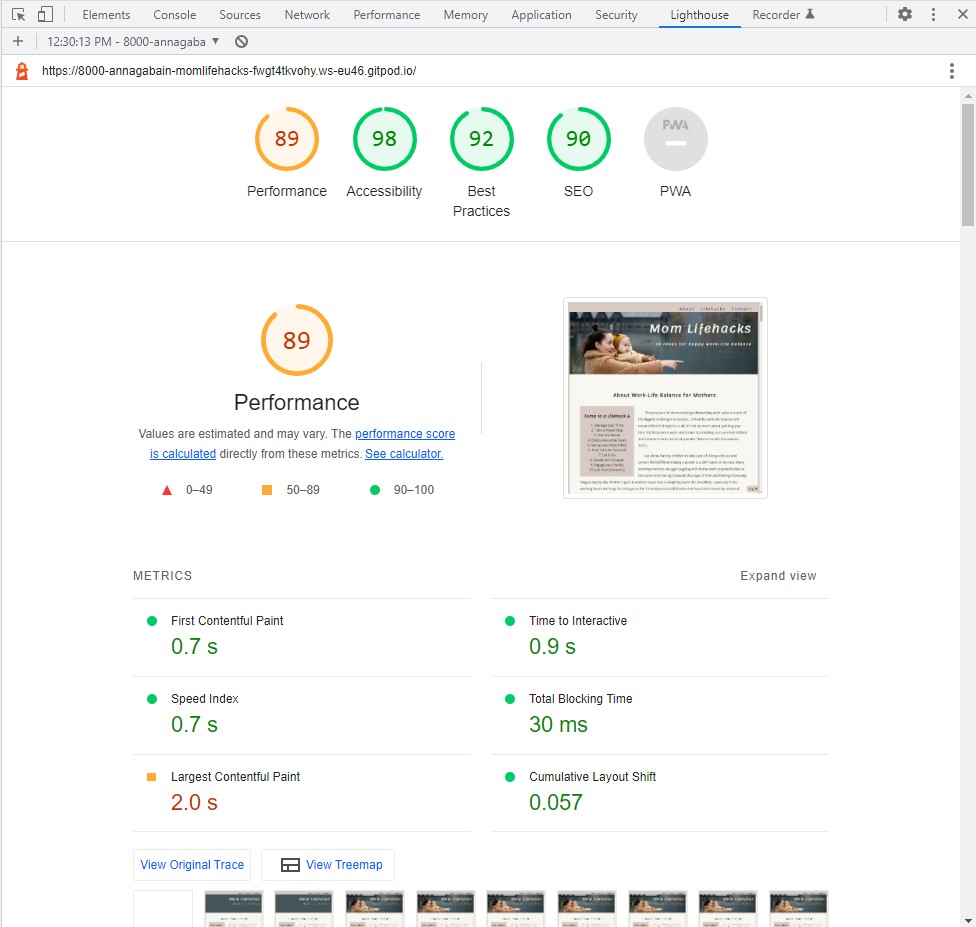 Elements Console Sources Network Performance Memory Application Security Lighthouse Recorder
12:30:13 PM - 8000-annagaba
https://8000-annagabain-momlifehacks-fwgt4tkvohy.ws-eu46.gitpod.io/
89 98 92 90 PWA
Performance Accessibility Best Practices SEO PWA
89
Performance
Values are estimated and may vary. The performance score
is calculated directly from these metrics. See calculator.
0–49 50–89 90–100
About Lifehacks Contact
Mom Lifehacks
10 ideas for happy work-life balance
About Work-Life Balance for Mothers
Jump to a Lifehack
METRICS Expand view
First Contentful Paint
0.7 s
Time to Interactive
0.9 s
Speed Index
0.7 s
Total Blocking Time
30 ms
Largest Contentful Paint
2.0 s
Cumulative Layout Shift
0.057
View Original Trace View Treemap